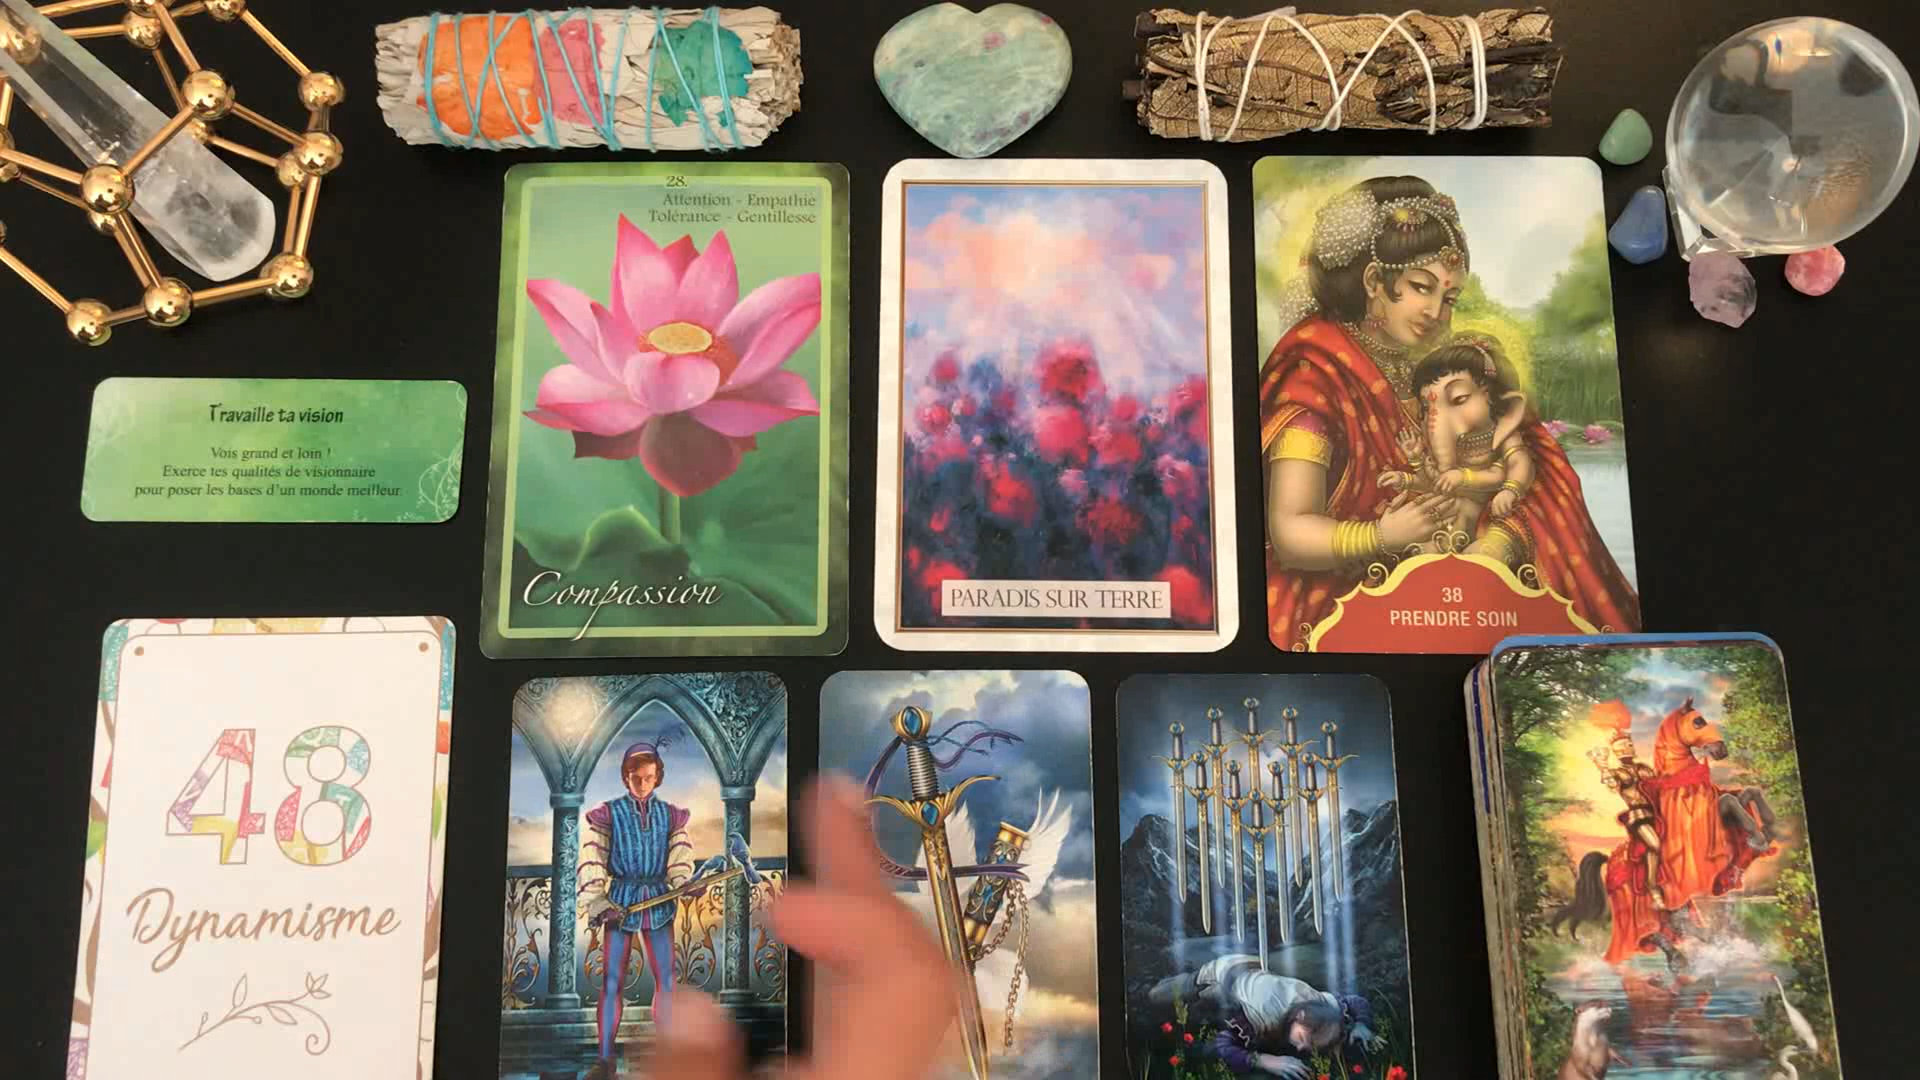 28.
Attention - Empathie
Tolérance - Gentillesse
Compassion
PARADIS SUR TERRE
38
PRENDRE SOIN
Travaille ta vision
Vois grand et loin !
Exerce tes qualités de visionnaire
pour poser les bases d'un monde meilleur.
48
Dynamisme